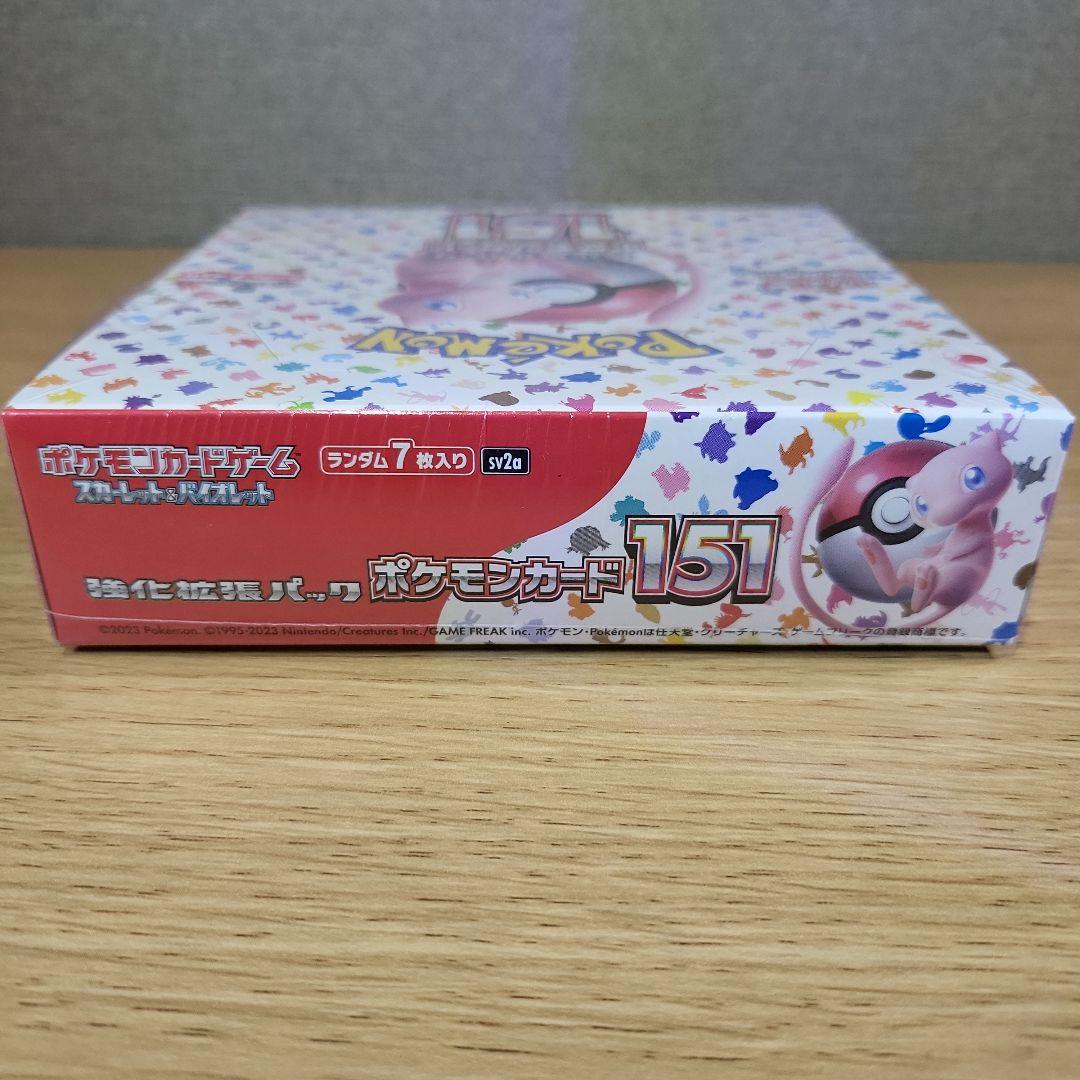 151
POKéMON
ポケモンカードゲーム
スカーレット&バイオレット
ランダム7枚入り
sv2a
強化拡張パック ポケモンカード151
©2023 Pokémon. ©1995-2023 Nintendo/Creatures Inc./GAME FREAK inc. ポケモン・Pokémonは任天堂・クリーチャーズ・ゲームフリークの登録商標です。